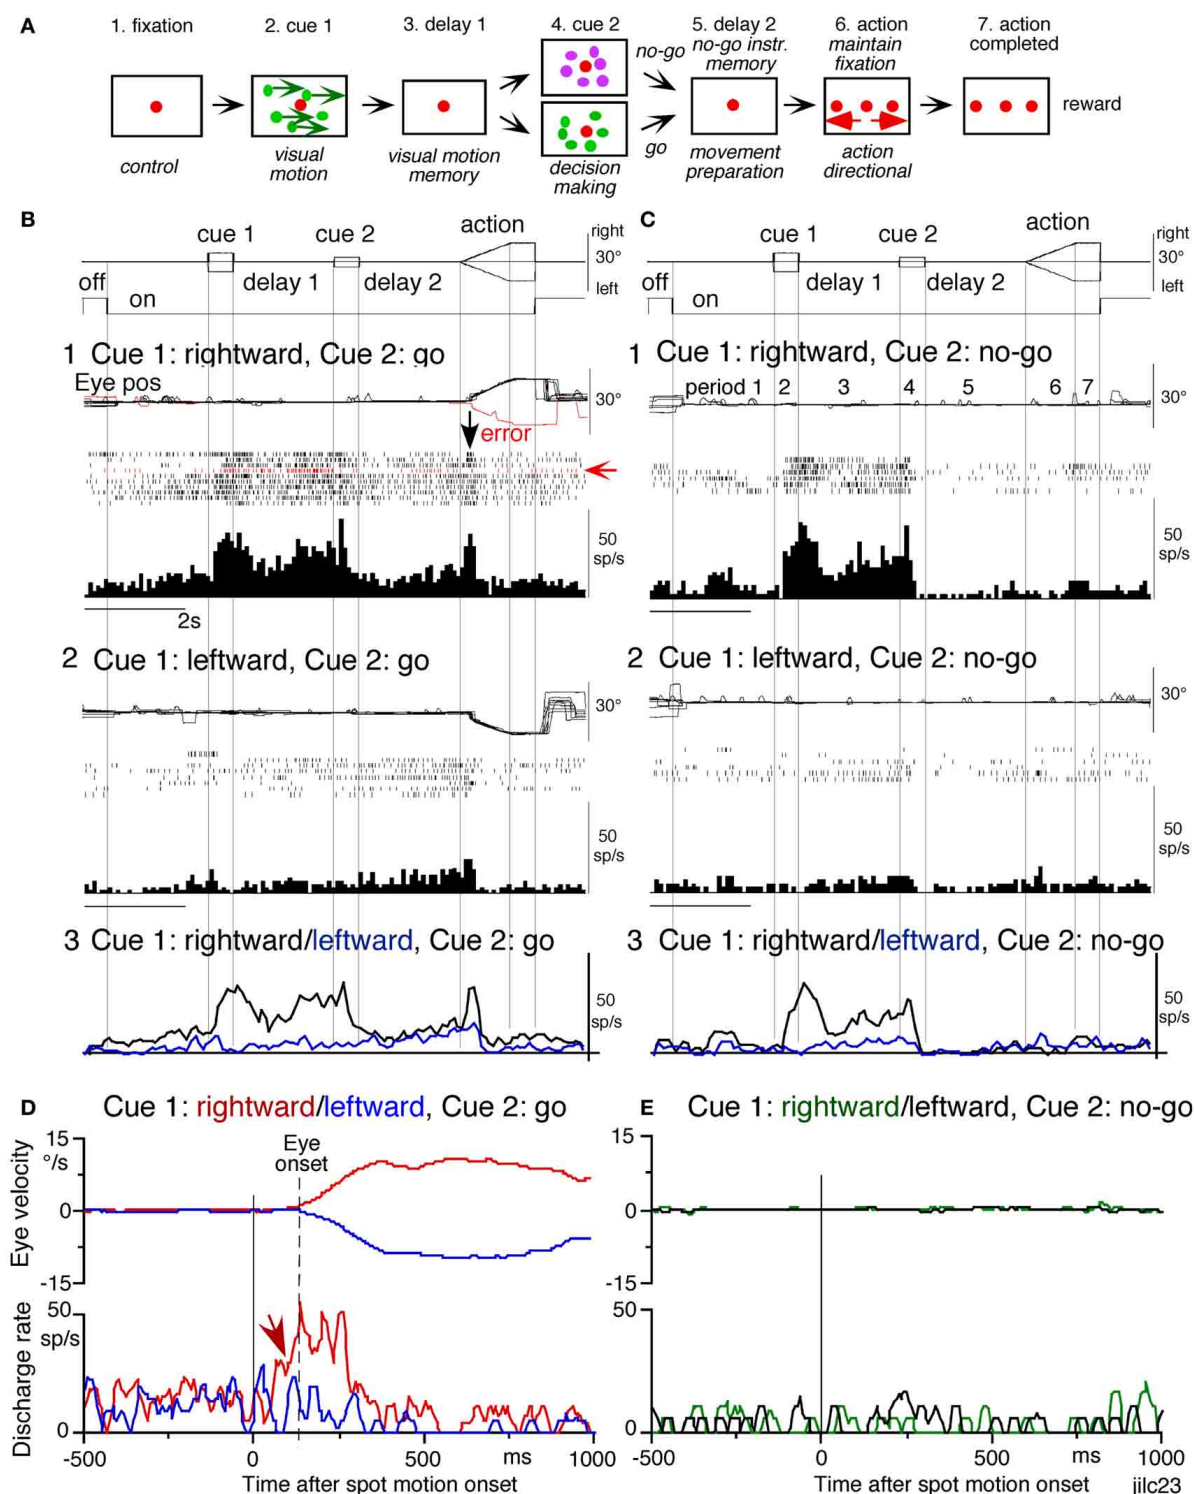 A
1. fixation
2. cue 1
3. delay 1
4. cue 2
5. delay 2
no-go instr.
memory
6. action
maintain
fixation
7. action
completed
no-go
go
reward
control
visual
motion
visual motion
memory
decision
making
movement
preparation
action
directional
B
cue 1
cue 2
action
right
30°
left
delay 1
delay 2
off
on
1 Cue 1: rightward, Cue 2: go
Eye pos
30°
error
50
sp/s
2s
2 Cue 1: leftward, Cue 2: go
30°
50
sp/s
3 Cue 1: rightward/leftward, Cue 2: go
50
sp/s
C
cue 1
cue 2
action
right
30°
left
delay 1
delay 2
off
on
1 Cue 1: rightward, Cue 2: no-go
period 1 2 3 4 5 6 7
30°
50
sp/s
2 Cue 1: leftward, Cue 2: no-go
30°
50
sp/s
3 Cue 1: rightward/leftward, Cue 2: no-go
50
sp/s
D Cue 1: rightward/leftward, Cue 2: go
Eye velocity
15
°/s
0
-15
Eye
onset
Discharge rate
50
sp/s
0
-500 0 500 ms 1000
Time after spot motion onset
E Cue 1: rightward/leftward, Cue 2: no-go
15
0
-15
50
0
-500 0 500 ms 1000
Time after spot motion onset
jilc23